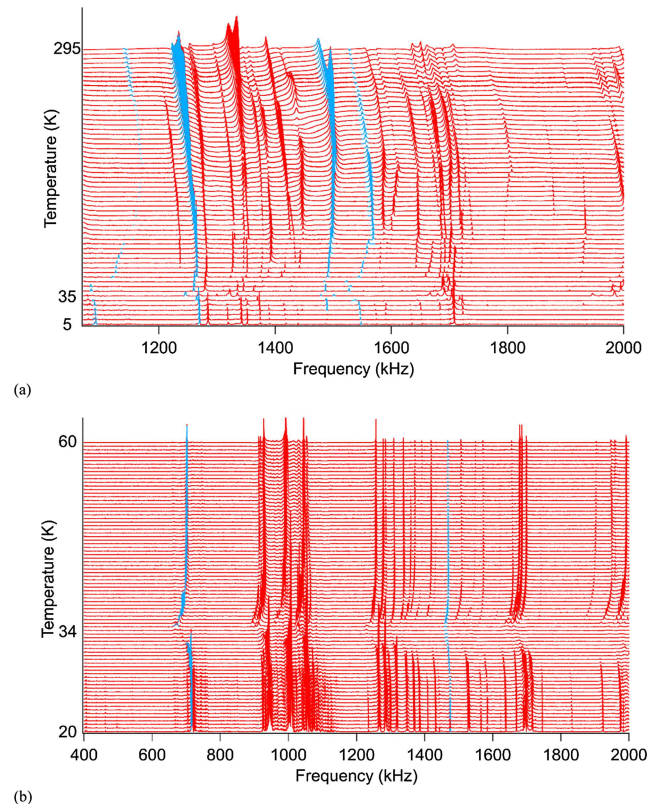 295
Temperature (K)
35
5
1200 1400 1600 1800 2000
Frequency (kHz)
(a)
60
Temperature (K)
34
20
400 600 800 1000 1200 1400 1600 1800 2000
Frequency (kHz)
(b)